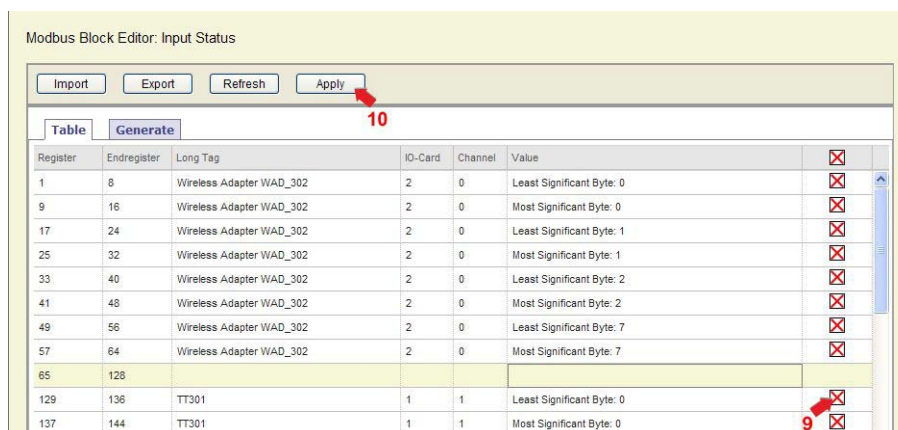 Modbus Block Editor: Input Status
Import Export Refresh Apply
10
Table Generate
Register Endregister Long Tag IO-Card Channel Value
1 8 Wireless Adapter WAD_302 2 0 Least Significant Byte: 0
9 16 Wireless Adapter WAD_302 2 0 Most Significant Byte: 0
17 24 Wireless Adapter WAD_302 2 0 Least Significant Byte: 1
25 32 Wireless Adapter WAD_302 2 0 Most Significant Byte: 1
33 40 Wireless Adapter WAD_302 2 0 Least Significant Byte: 2
41 48 Wireless Adapter WAD_302 2 0 Most Significant Byte: 2
49 56 Wireless Adapter WAD_302 2 0 Least Significant Byte: 7
57 64 Wireless Adapter WAD_302 2 0 Most Significant Byte: 7
65 128
129 136 TT301 1 1 Least Significant Byte: 0
137 144 TT301 1 1 Most Significant Byte: 0 9